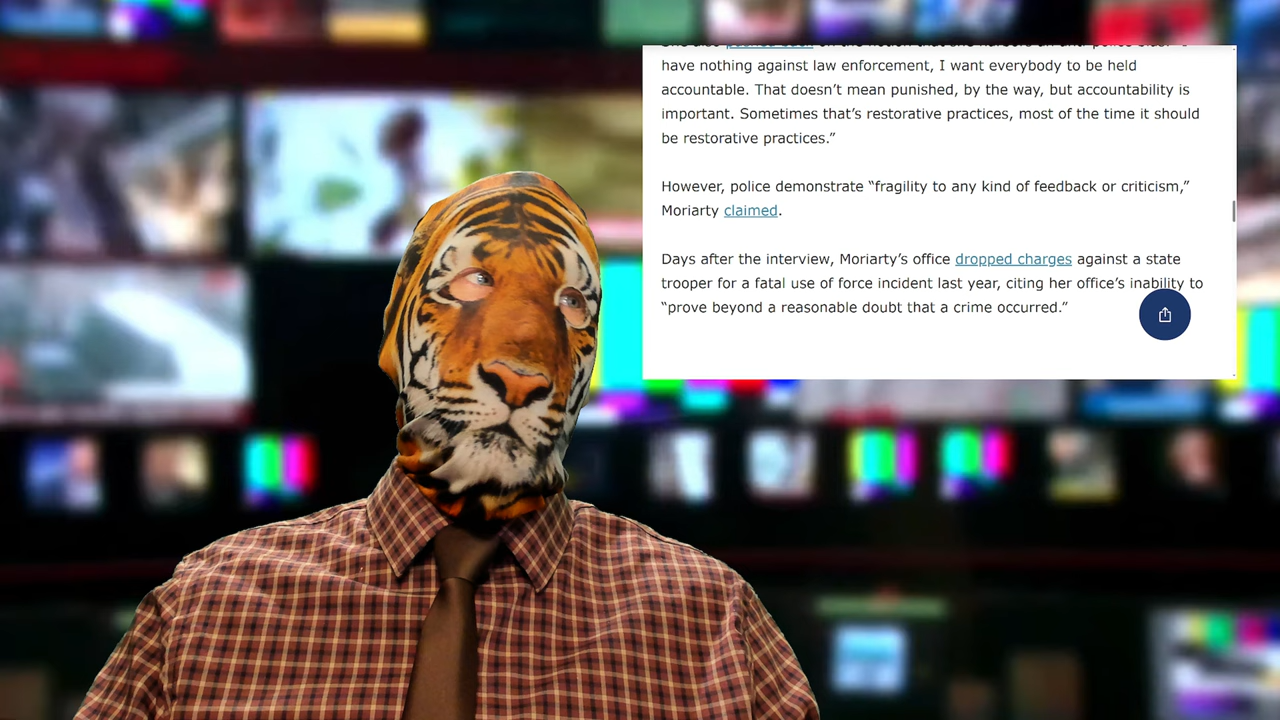 have nothing against law enforcement, I want everybody to be held
accountable. That doesn’t mean punished, by the way, but accountability is
important. Sometimes that’s restorative practices, most of the time it should
be restorative practices.”
However, police demonstrate “fragility to any kind of feedback or criticism,”
Moriarty claimed.
Days after the interview, Moriarty’s office dropped charges against a state
trooper for a fatal use of force incident last year, citing her office’s inability to
“prove beyond a reasonable doubt that a crime occurred.”